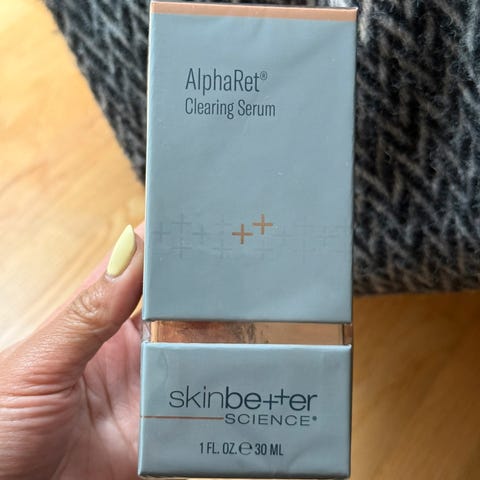 AlphaRet®
Clearing Serum
skinbetter
SCIENCE®
1 FL. OZ. ℮ 30 ML